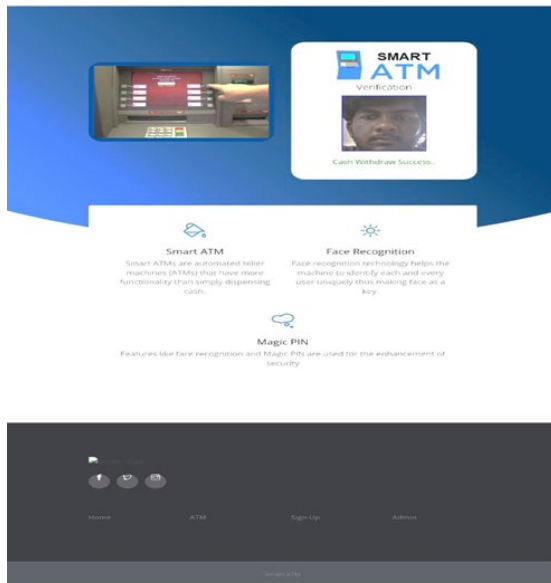 SMART
ATM
Verification
Cash Withdraw Success..
Smart ATM
Smart ATMs are automated teller
machines (ATMs) that have more
functionality than simply dispensing
cash.
Face Recognition
Face recognition technology helps the
machine to identify each and every
user uniquely thus making face as a
key.
Magic PIN
Features like face recognition and Magic PIN are used for the enhancement of
security
Home
ATM
Sign-Up
Admin
Smart ATM